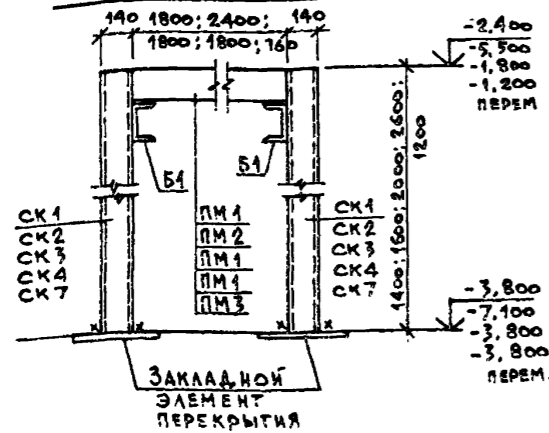 140 1800; 2400; 140
1800; 1800; 760
-2,400
-5,500
-1,800
-1,200
ПЕРЕМ
1400; 1600; 2000; 2600;
1200
Б1
Б1
СК1
СК2
СК3
СК4
СК7
ПМ1
ПМ2
ПМ1
ПМ1
ПМ3
СК1
СК2
СК3
СК4
СК7
-3,800
-7,100
-3,800
-3,800
ПЕРЕМ.
ЗАКЛАДНОЙ
ЭЛЕМЕНТ
ПЕРЕКРЫТИЯ